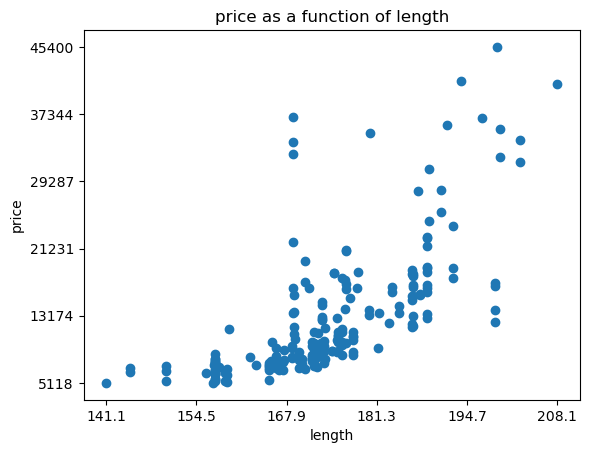 price as a function of length
45400
37344
29287
21231
13174
5118
price
141.1 154.5 167.9 181.3 194.7 208.1
length